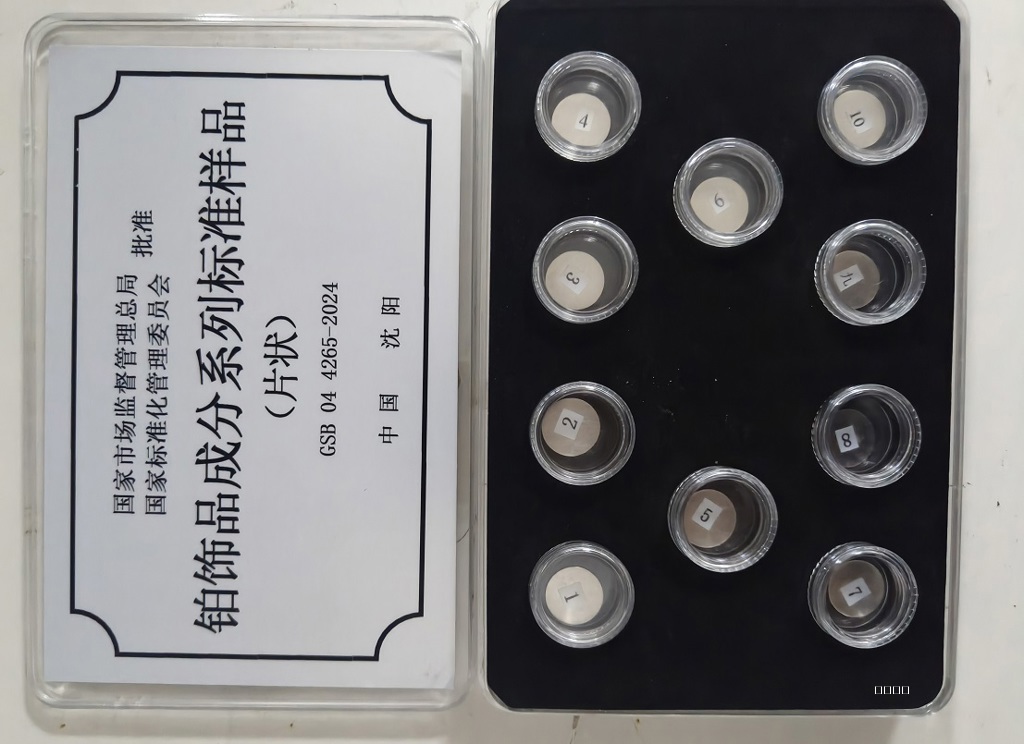 国家市场监督管理总局
国家标准化管理委员会
批准
铂饰品成分系列标准样品
（片状）
GSB 04 4265-2024
中国 沈阳
4
10
6
3
2
8
5
1
7